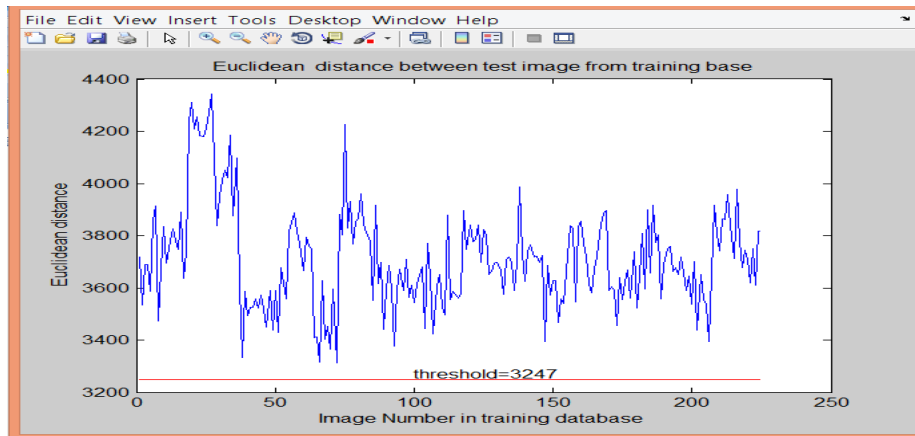 File Edit View Insert Tools Desktop Window Help
Euclidean distance between test image from training base
4400
4200
4000
3800
3600
3400
3200
Euclidean distance
threshold=3247
0 50 100 150 200 250
Image Number in training database